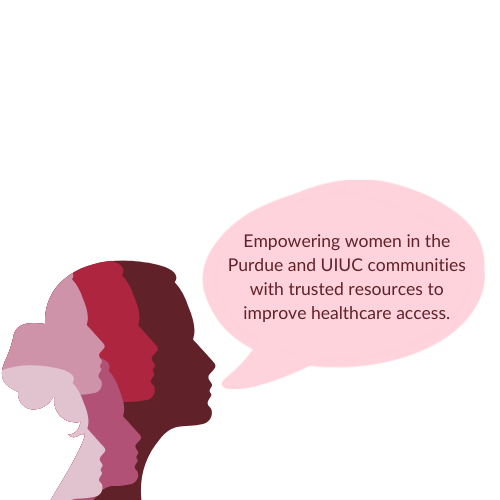 Empowering women in the
Purdue and UIUC communities
with trusted resources to
improve healthcare access.